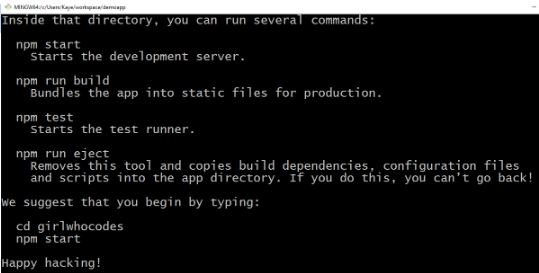 MINGW64:/c/Users/Kaye/workspace/demoapp
Inside that directory, you can run several commands:
npm start
Starts the development server.
npm run build
Bundles the app into static files for production.
npm test
Starts the test runner.
npm run eject
Removes this tool and copies build dependencies, configuration files
and scripts into the app directory. If you do this, you can't go back!
We suggest that you begin by typing:
cd girlwhocodes
npm start
Happy hacking!